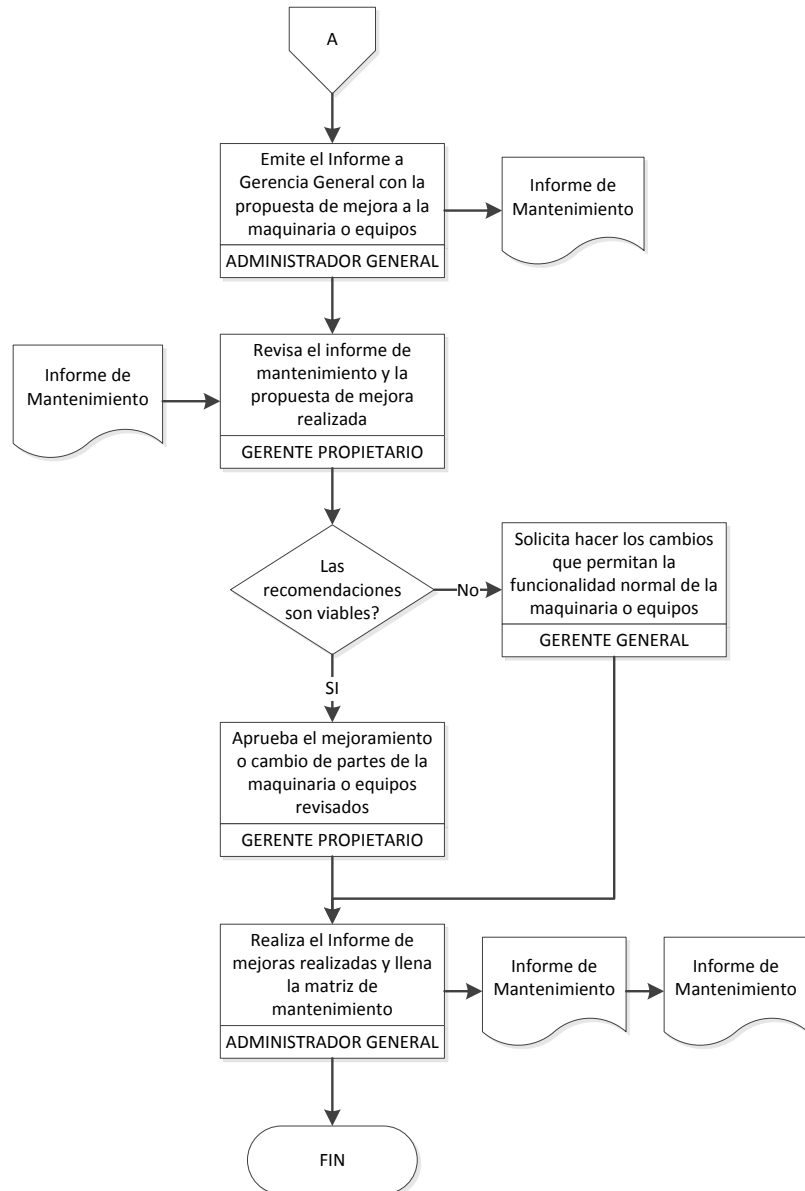 A
Emite el Informe a
Gerencia General con la
propuesta de mejora a la
maquinaria o equipos
ADMINISTRADOR GENERAL
Informe de
Mantenimiento
Informe de
Mantenimiento
Revisa el informe de
mantenimiento y la
propuesta de mejora
realizada
GERENTE PROPIETARIO
Las
recomendaciones
son viables?
No
Solicita hacer los cambios
que permitan la
funcionalidad normal de la
maquinaria o equipos
GERENTE GENERAL
SI
Aprueba el mejoramiento
o cambio de partes de la
maquinaria o equipos
revisados
GERENTE PROPIETARIO
Realiza el Informe de
mejoras realizadas y llena
la matriz de
mantenimiento
ADMINISTRADOR GENERAL
Informe de
Mantenimiento
Informe de
Mantenimiento
FIN